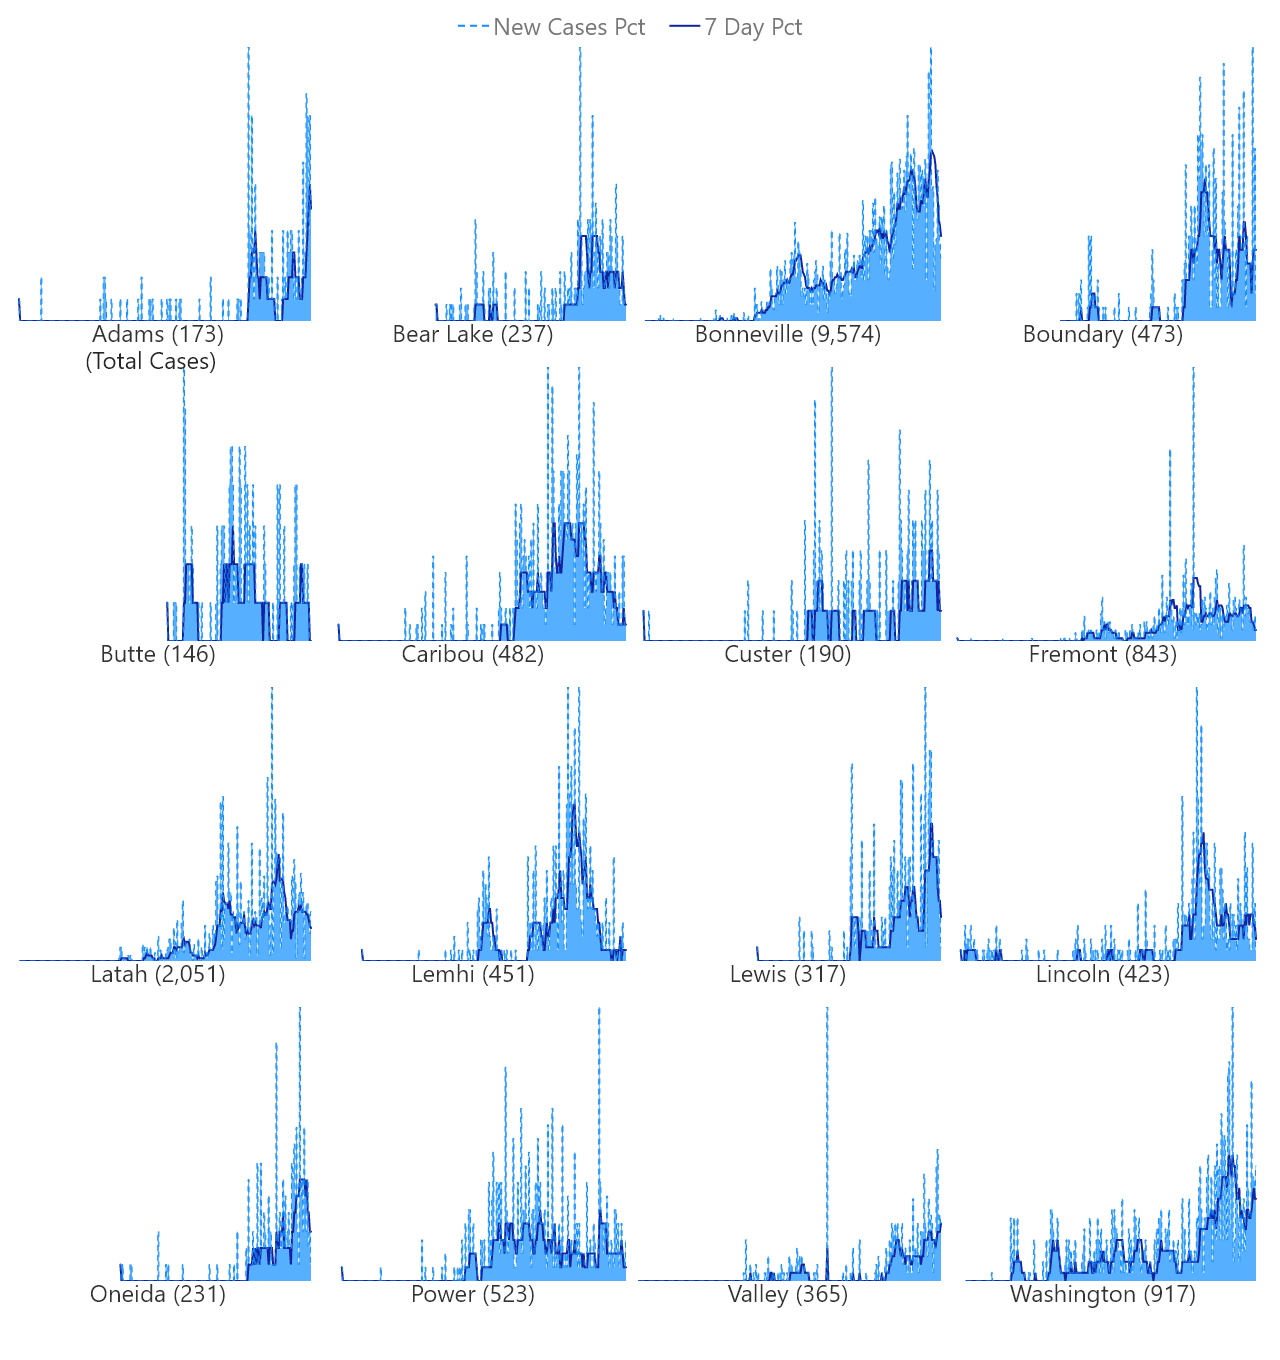 New Cases Pct 7 Day Pct
Adams (173) Bear Lake (237) Bonneville (9,574) Boundary (473)
(Total Cases)
Butte (146) Caribou (482) Custer (190) Fremont (843)
Latah (2,051) Lemhi (451) Lewis (317) Lincoln (423)
Oneida (231) Power (523) Valley (365) Washington (917)